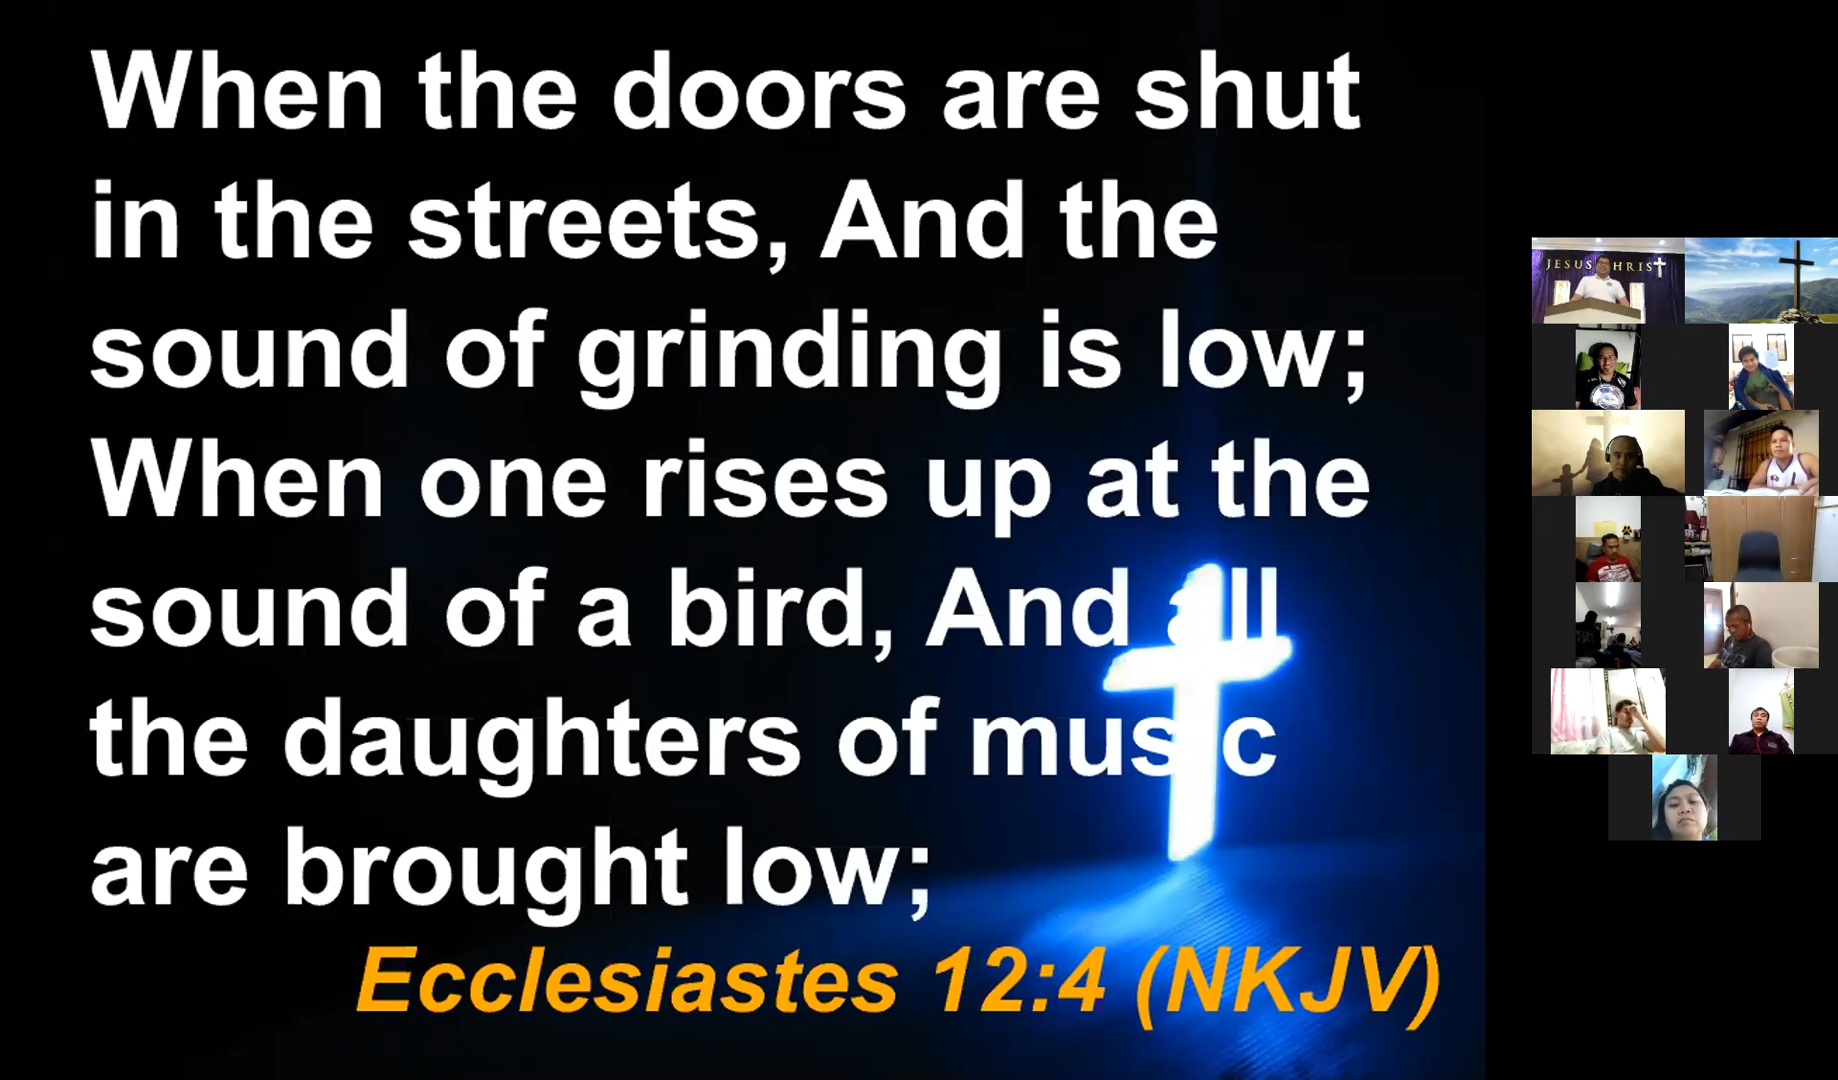 When the doors are shut
in the streets, And the
sound of grinding is low;
When one rises up at the
sound of a bird, And all
the daughters of music
are brought low;
Ecclesiastes 12:4 (NKJV)
JESUS CHRIST